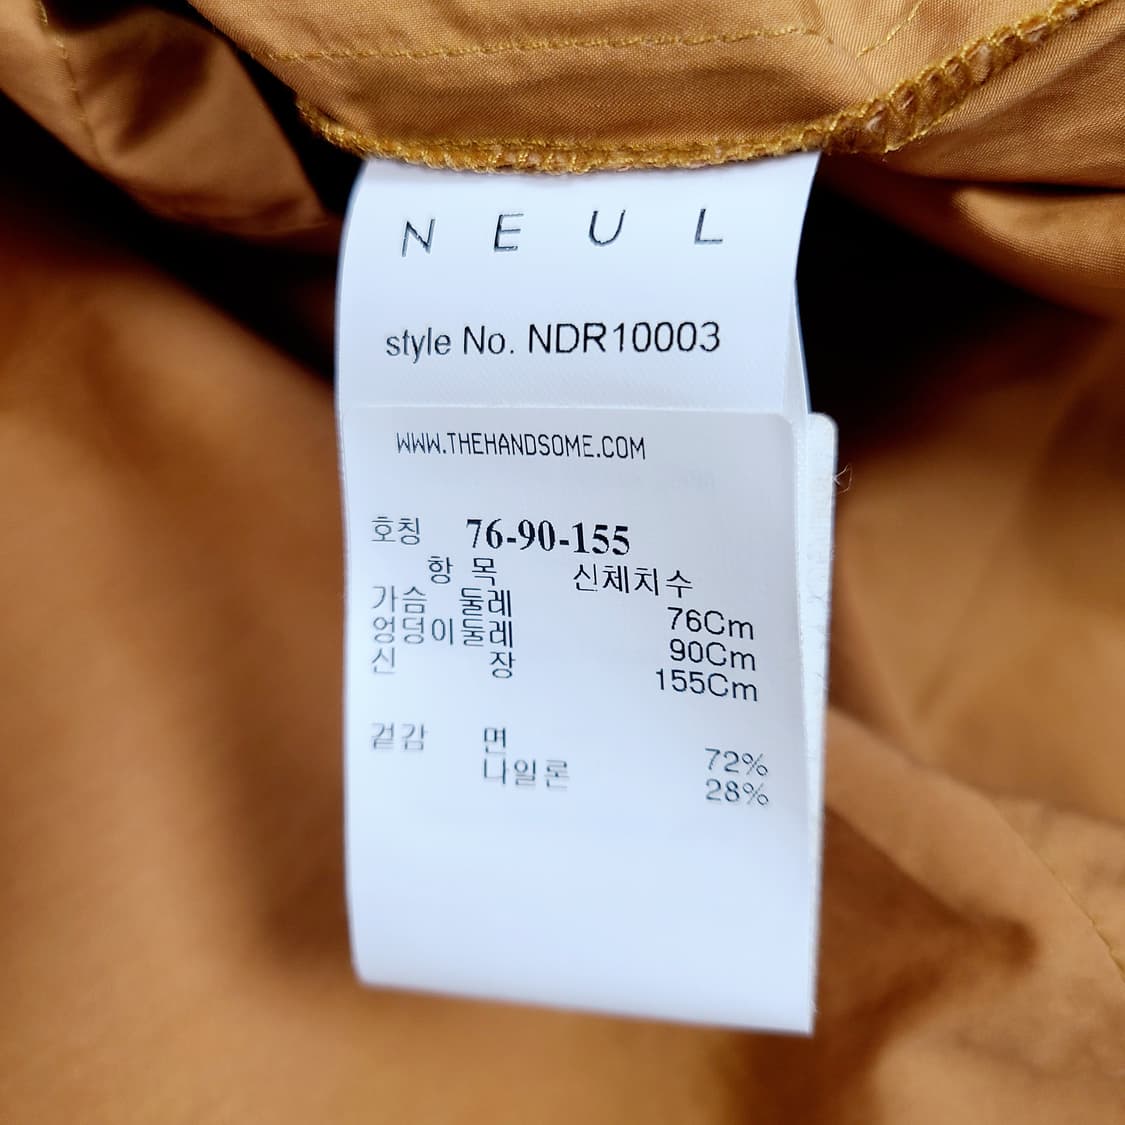 N E U L
style No. NDR10003
WWW.THEHANDSOME.COM
호칭 76-90-155
항 목 신체치수
가슴 둘레 76Cm
엉덩이둘레 90Cm
신 장 155Cm
겉감 면 72%
나일론 28%